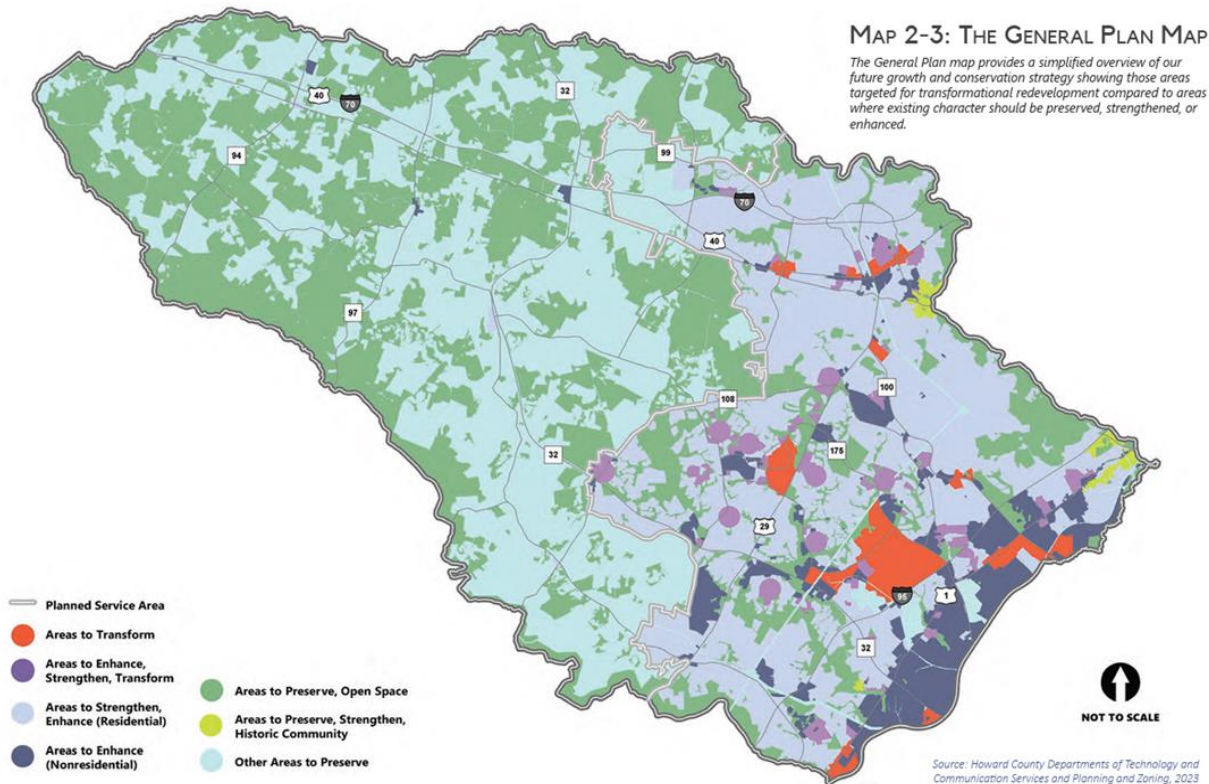 MAP 2-3: THE GENERAL PLAN MAP
The General Plan map provides a simplified overview of our
future growth and conservation strategy showing those areas
targeted for transformational redevelopment compared to areas
where existing character should be preserved, strengthened, or
enhanced.
40
70
32
94
99
70
40
97
108
100
32
175
29
95
1
32
Planned Service Area
Areas to Transform
Areas to Enhance,
Strengthen, Transform
Areas to Strengthen,
Enhance (Residential)
Areas to Enhance
(Nonresidential)
Areas to Preserve, Open Space
Areas to Preserve, Strengthen,
Historic Community
Other Areas to Preserve
NOT TO SCALE
Source: Howard County Departments of Technology and
Communication Services and Planning and Zoning, 2023